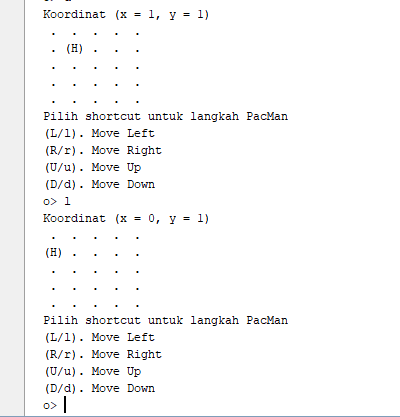 Koordinat (x = 1, y = 1)
. . . . .
. (H) . . .
. . . . .
. . . . .
. . . . .
Pilih shortcut untuk langkah PacMan
(L/l). Move Left
(R/r). Move Right
(U/u). Move Up
(D/d). Move Down
o> l
Koordinat (x = 0, y = 1)
. . . . .
(H) . . . .
. . . . .
. . . . .
. . . . .
Pilih shortcut untuk langkah PacMan
(L/l). Move Left
(R/r). Move Right
(U/u). Move Up
(D/d). Move Down
o>